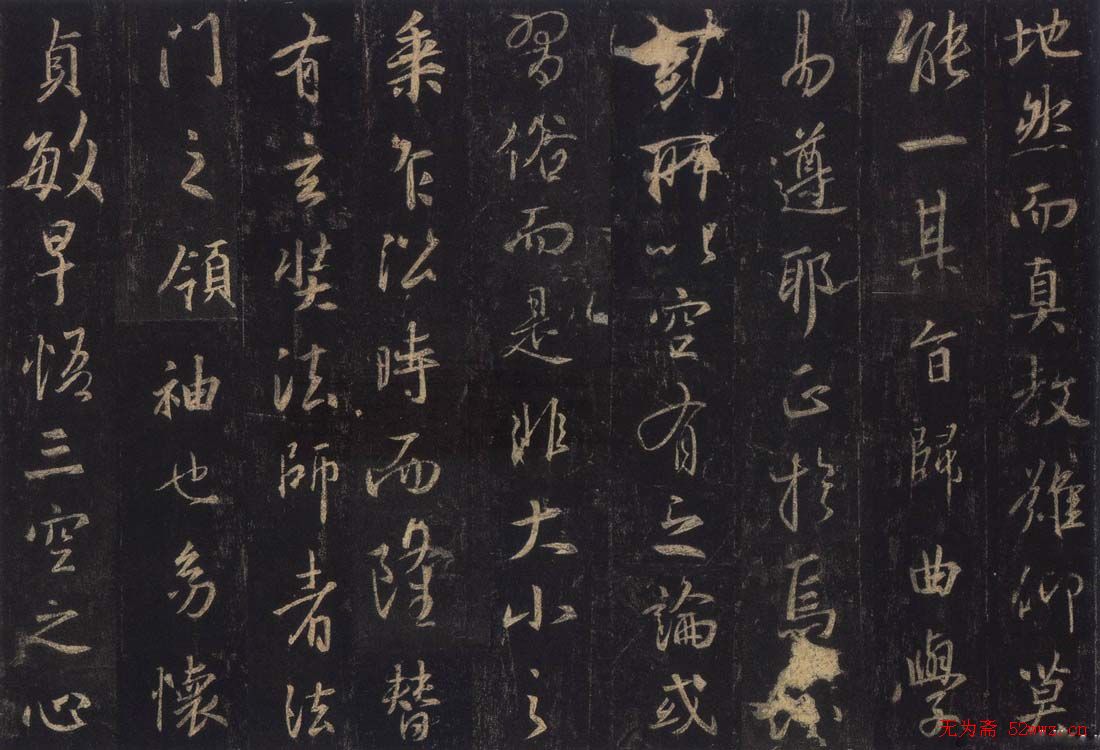 地然而真教難仰莫
能一其旨歸曲學
易遵耶正於焉
紛糺所以空有之論或
習俗而是非大小之
乘乍沿時而隆替
有玄奘法師者法
門之領袖也幼懷
貞敏早悟三空之心
无为斋 52wwz.cn